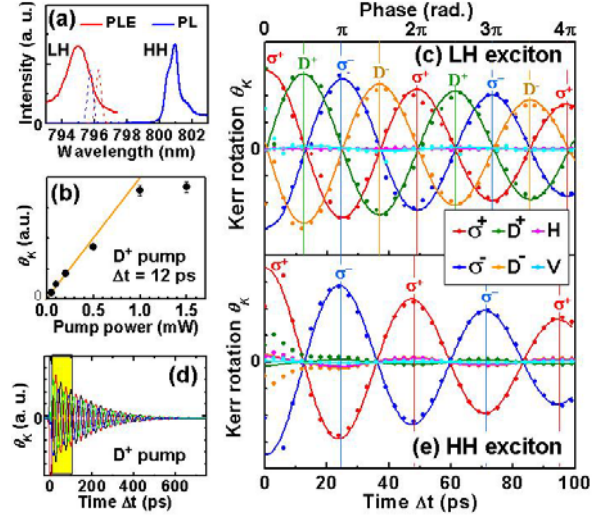 (a)
PLE
PL
LH
HH
Intensity (a. u.)
794 796 798 800 802
Wavelength (nm)
(b)
θK (a.u.)
0
D+ pump
Δt = 12 ps
0.0 0.5 1.0 1.5
Pump power (mW)
(d)
θK (a. u.)
0
D+ pump
0 200 400 600
Time Δt (ps)
Phase (rad.)
0 π 2π 3π 4π
(c) LH exciton
σ+ D+ σ- D- σ+ D+ σ- D- σ+
Kerr rotation θK
0
σ+ D+ H
σ- D- V
σ+ σ- σ+ σ- σ+
Kerr rotation θK
0
(e) HH exciton
0 20 40 60 80 100
Time Δt (ps)